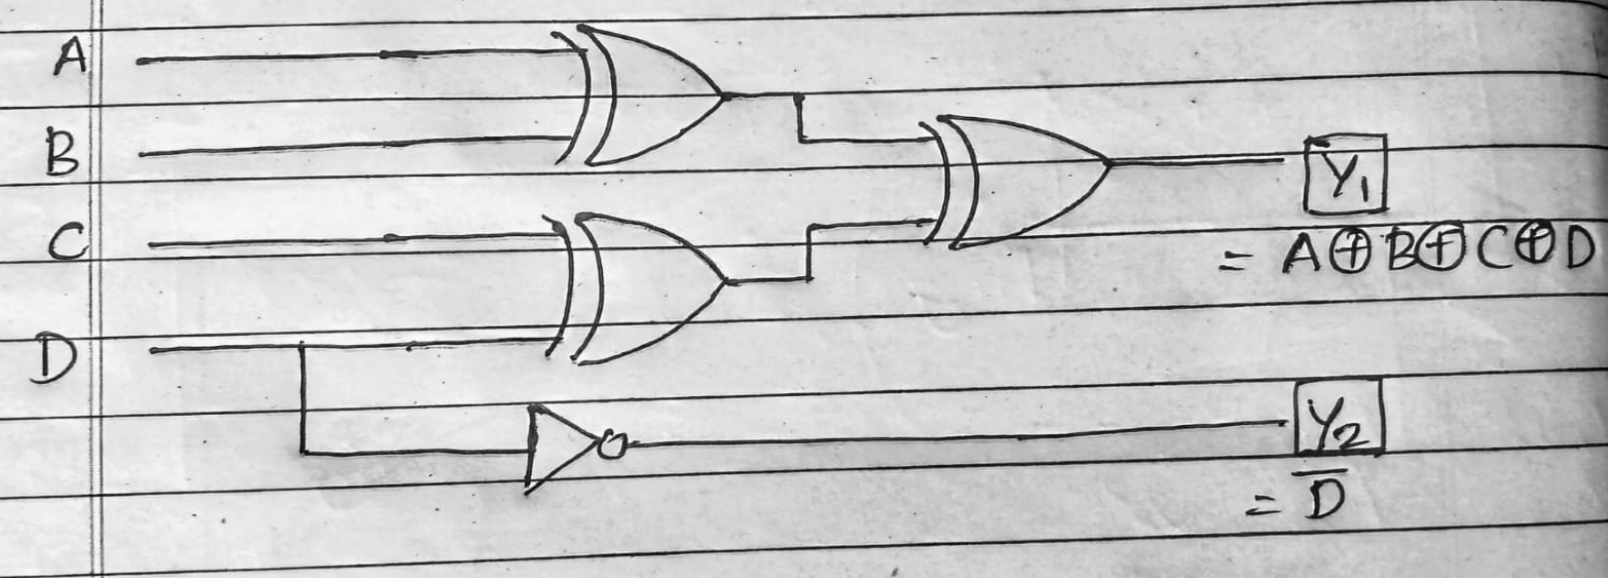 A
B
Y₁
C
= A⊕B⊕C⊕D
D
Y₂
= D̅